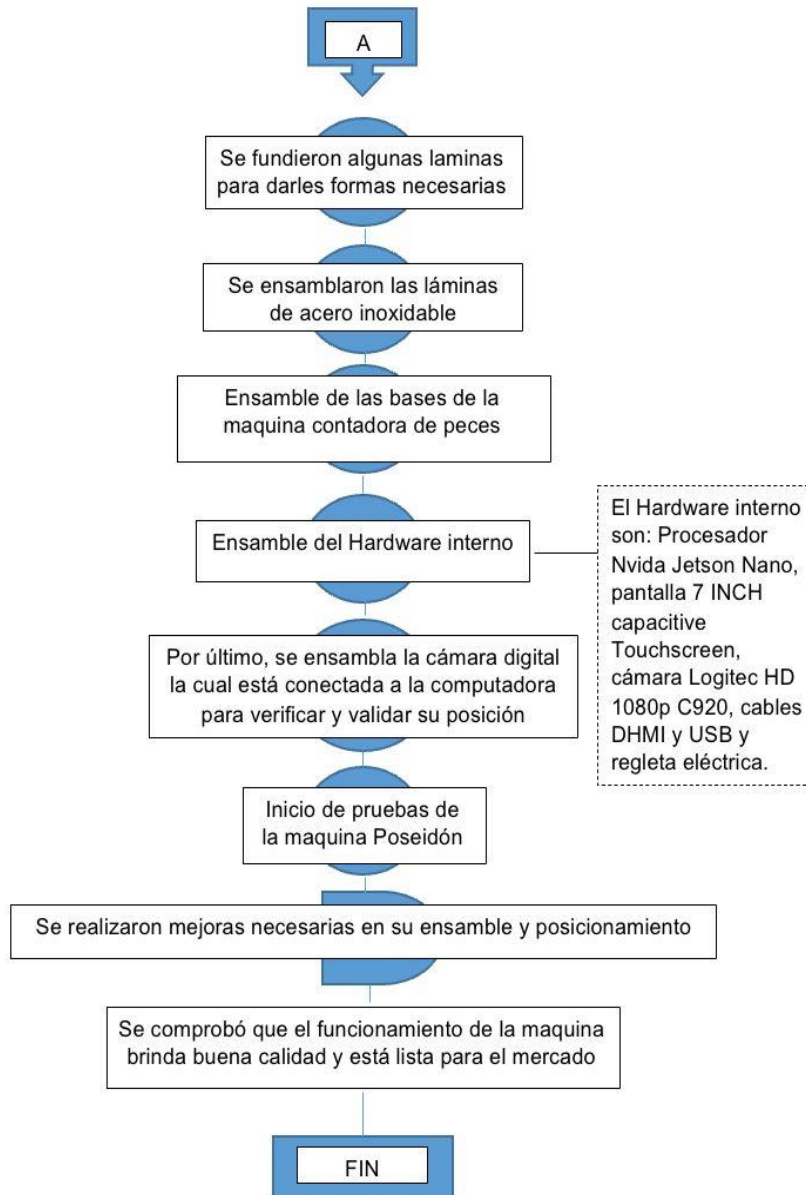 A
Se fundieron algunas laminas
para darles formas necesarias
Se ensamblaron las láminas
de acero inoxidable
Ensamble de las bases de la
maquina contadora de peces
Ensamble del Hardware interno
El Hardware interno
son: Procesador
Nvida Jetson Nano,
pantalla 7 INCH
capacitive
Touchscreen,
cámara Logitec HD
1080p C920, cables
DHMI y USB y
regleta eléctrica.
Por último, se ensambla la cámara digital
la cual está conectada a la computadora
para verificar y validar su posición
Inicio de pruebas de
la maquina Poseidón
Se realizaron mejoras necesarias en su ensamble y posicionamiento
Se comprobó que el funcionamiento de la maquina
brinda buena calidad y está lista para el mercado
FIN